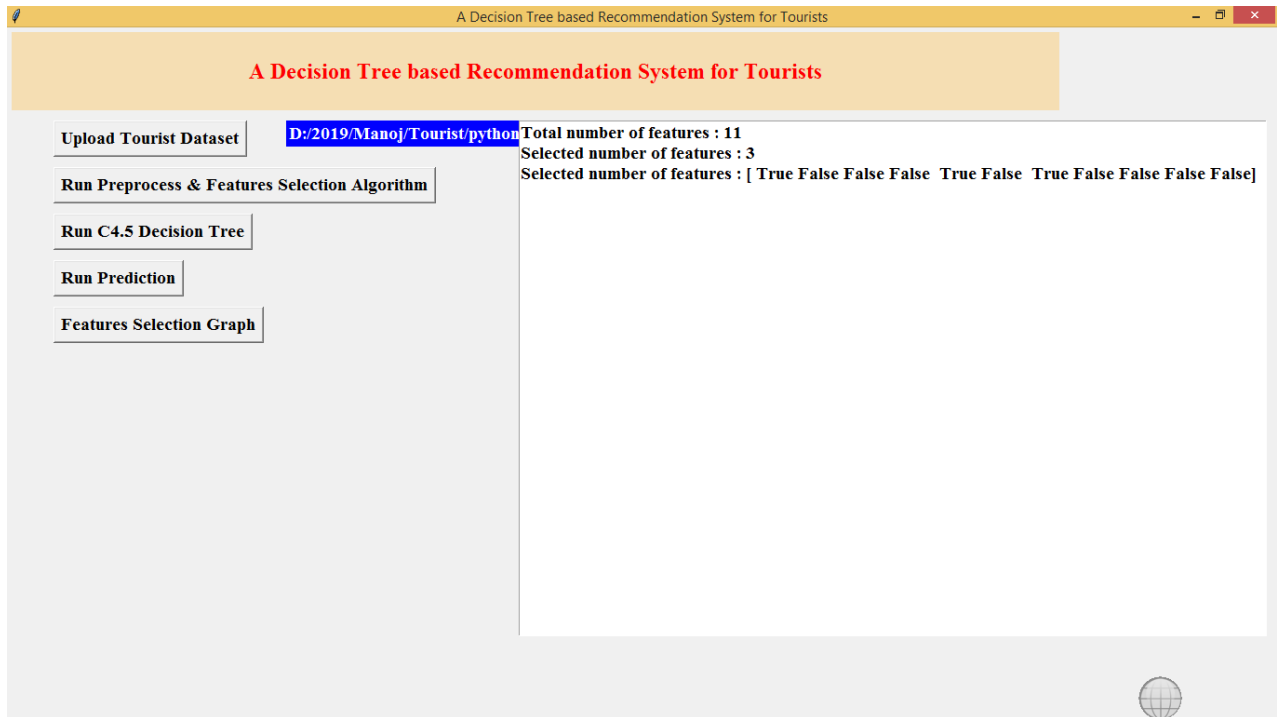 A Decision Tree based Recommendation System for Tourists
A Decision Tree based Recommendation System for Tourists
Upload Tourist Dataset
D:/2019/Manoj/Tourist/python
Total number of features : 11
Selected number of features : 3
Selected number of features : [ True False False False  True False  True False False False False]
Run Preprocess & Features Selection Algorithm
Run C4.5 Decision Tree
Run Prediction
Features Selection Graph